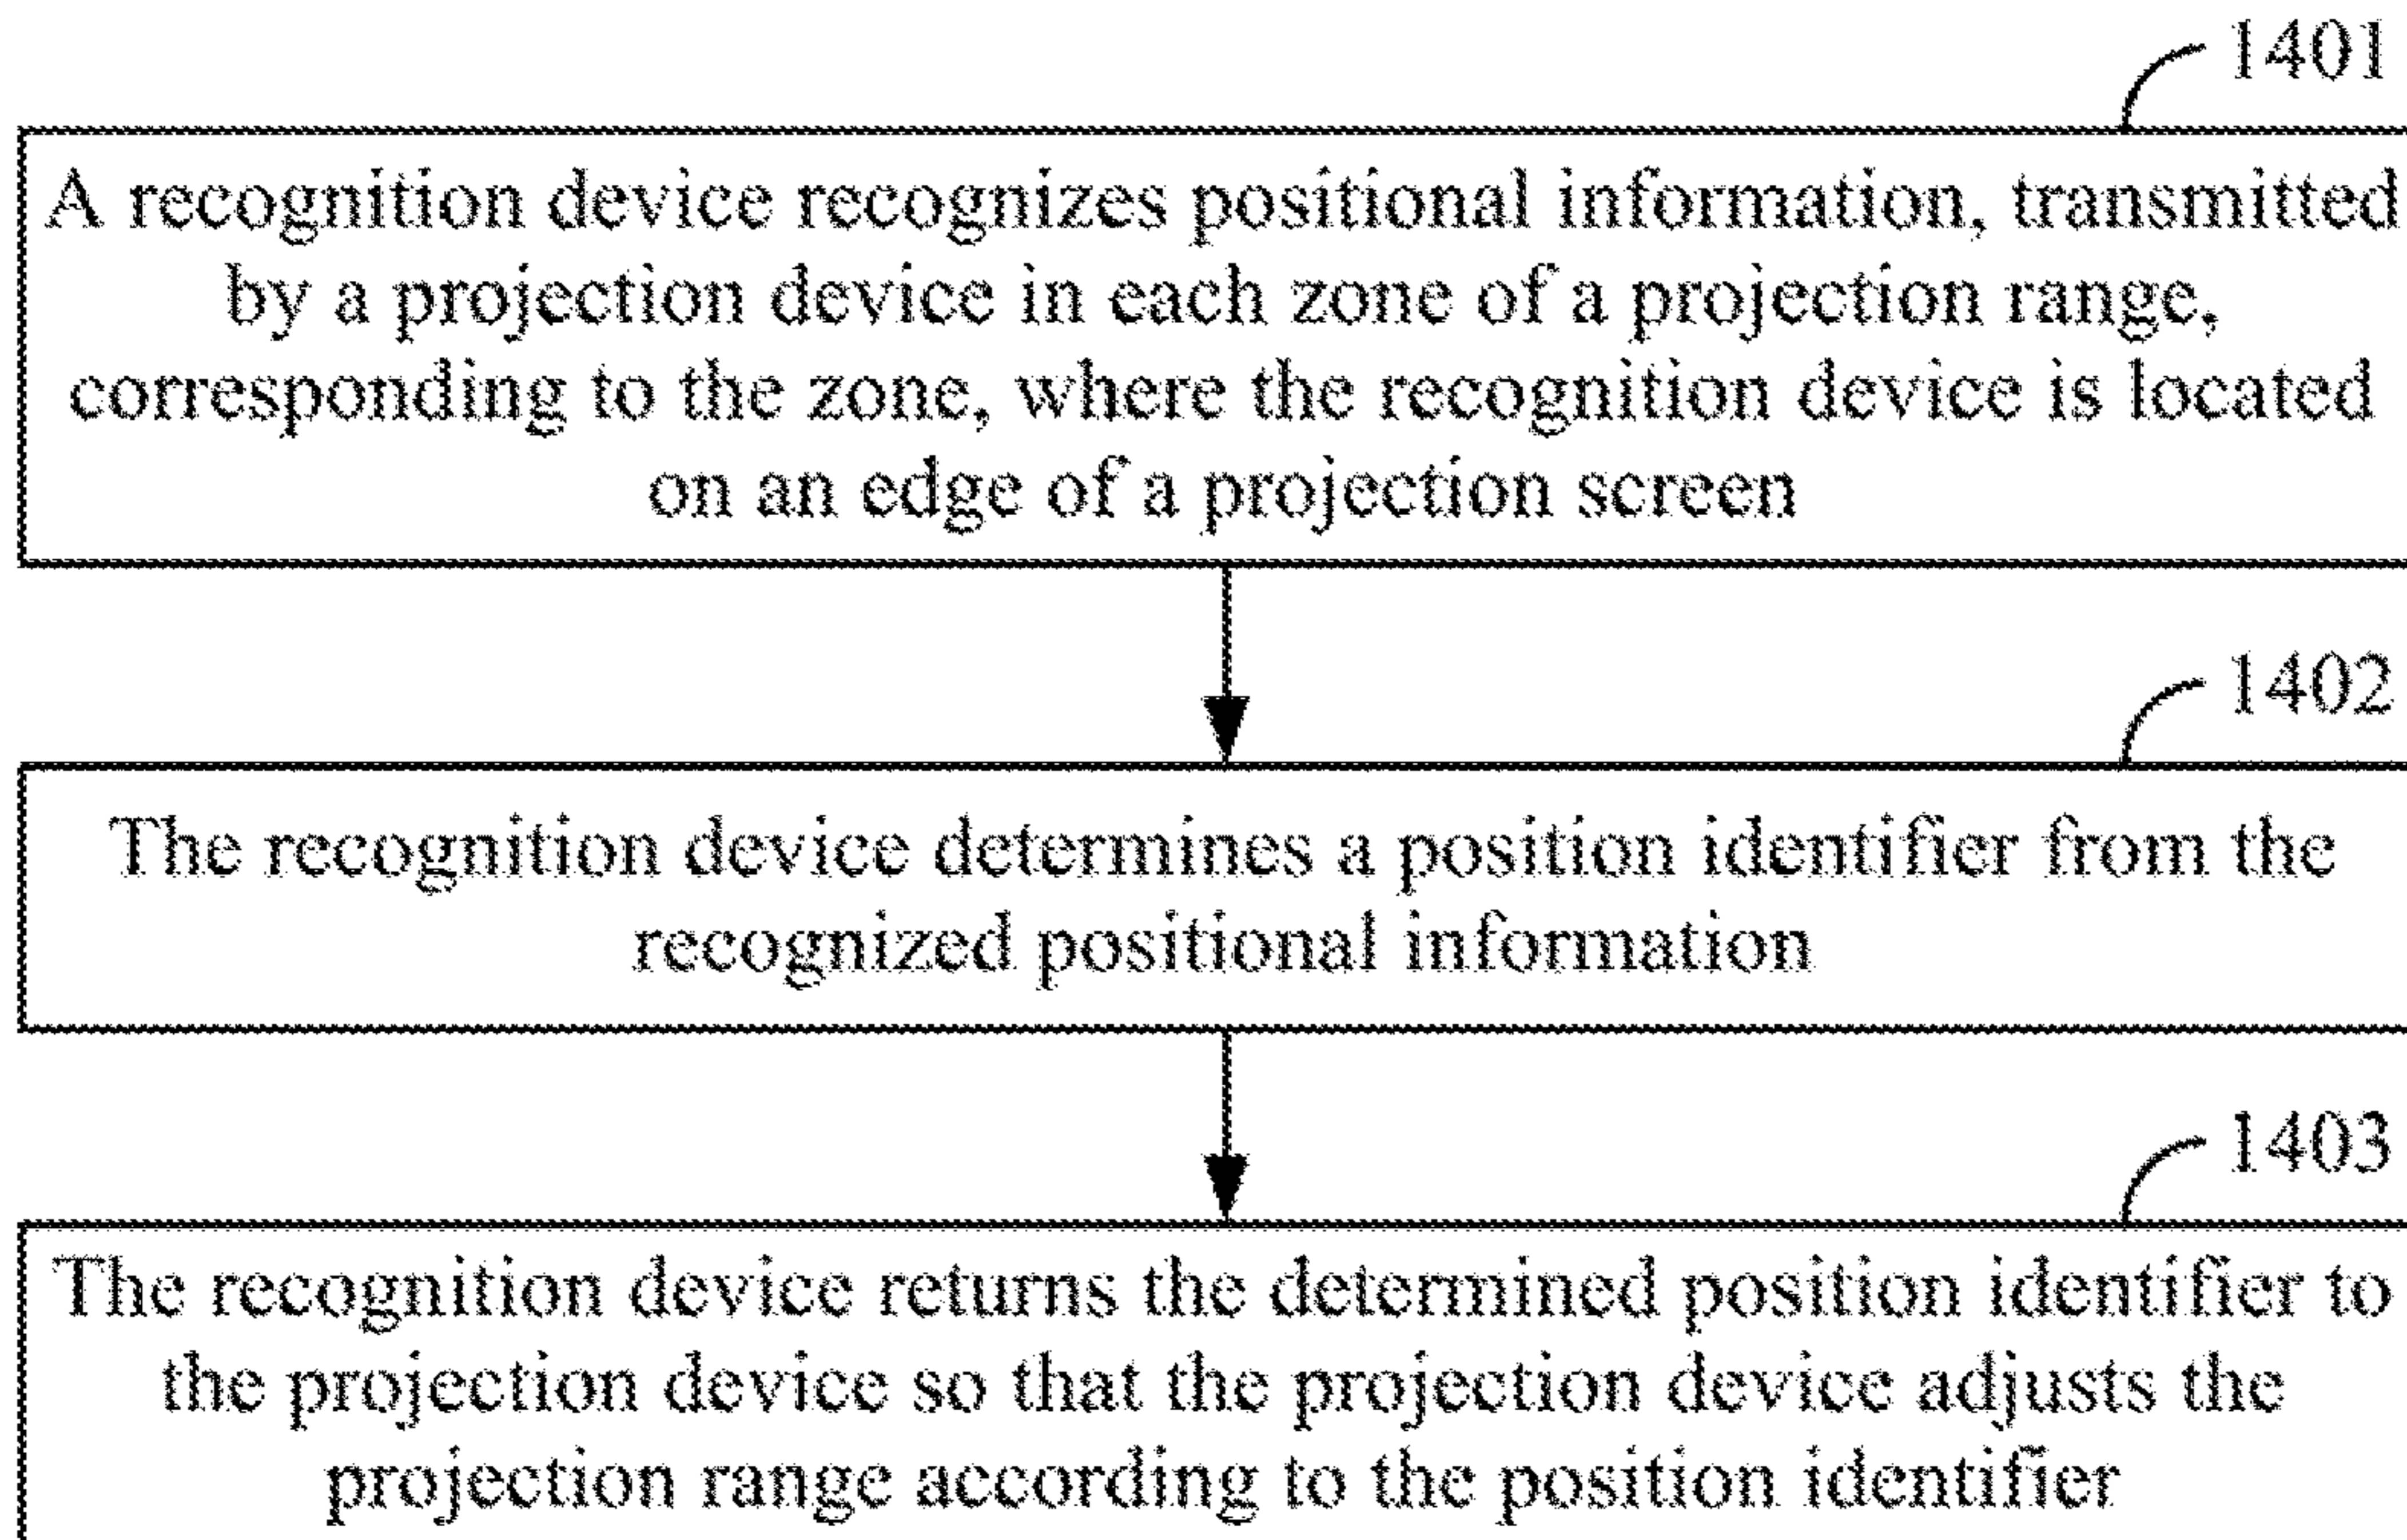 1401
A recognition device recognizes positional information, transmitted
by a projection device in each zone of a projection range,
corresponding to the zone, where the recognition device is located
on an edge of a projection screen
1402
The recognition device determines a position identifier from the
recognized positional information
1403
The recognition device returns the determined position identifier to
the projection device so that the projection device adjusts the
projection range according to the position identifier